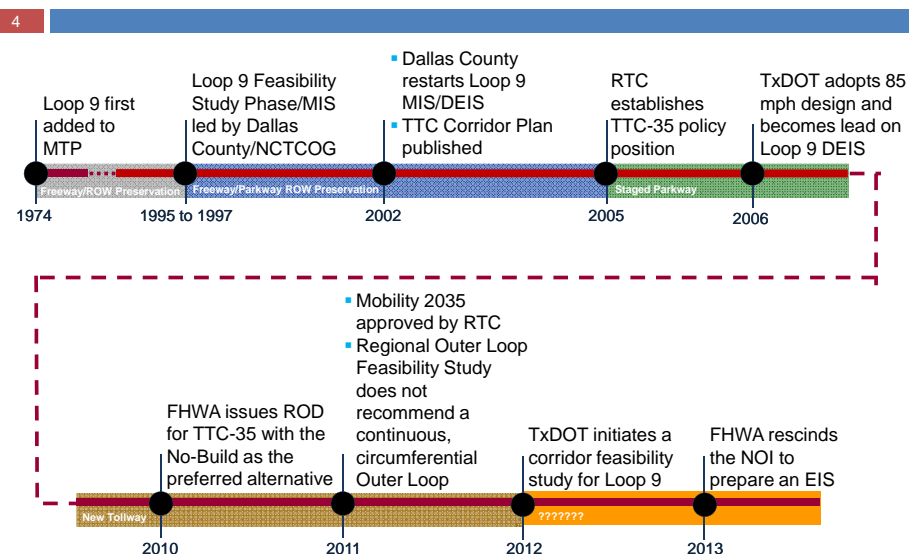 4
Loop 9 first
added to
MTP
Loop 9 Feasibility
Study Phase/MIS
led by Dallas
County/NCTCOG
Dallas County
restarts Loop 9
MIS/DEIS
TTC Corridor Plan
published
RTC
establishes
TTC-35 policy
position
TxDOT adopts 85
mph design and
becomes lead on
Loop 9 DEIS
Freeway/ROW Preservation
Freeway/Parkway ROW Preservation
Staged Parkway
1974
1995 to 1997
2002
2005
2006
FHWA issues ROD
for TTC-35 with the
No-Build as the
preferred alternative
Mobility 2035
approved by RTC
Regional Outer Loop
Feasibility Study
does not
recommend a
continuous,
circumferential
Outer Loop
TxDOT initiates a
corridor feasibility
study for Loop 9
FHWA rescinds
the NOI to
prepare an EIS
New Tollway
???????
2010
2011
2012
2013